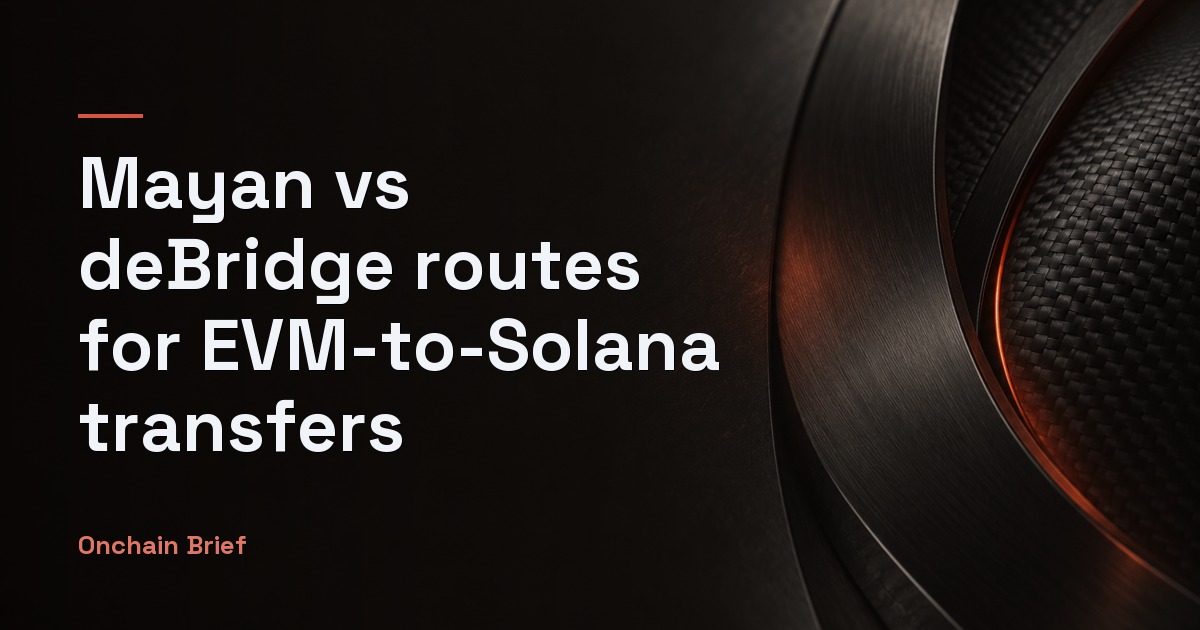 Mayan vs
deBridge routes
for EVM-to-Solana
transfers
Onchain Brief